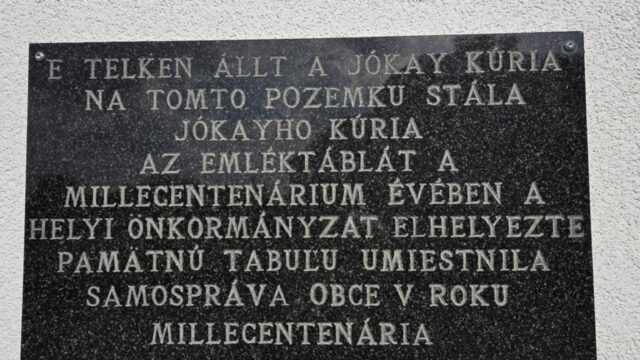 E TELKEN ÁLLT A JÓKAY KÚRIA
NA TOMTO POZEMKU STÁLA
JÓKAYHO KÚRIA
AZ EMLÉKTÁBLÁT A
MILLECENTENÁRIUM ÉVÉBEN A
HELYI ÖNKORMÁNYZAT ELHELYEZTE
PAMÄTNÚ TABUĽU UMIESTNILA
SAMOSPRÁVA OBCE V ROKU
MILLECENTENÁRIA